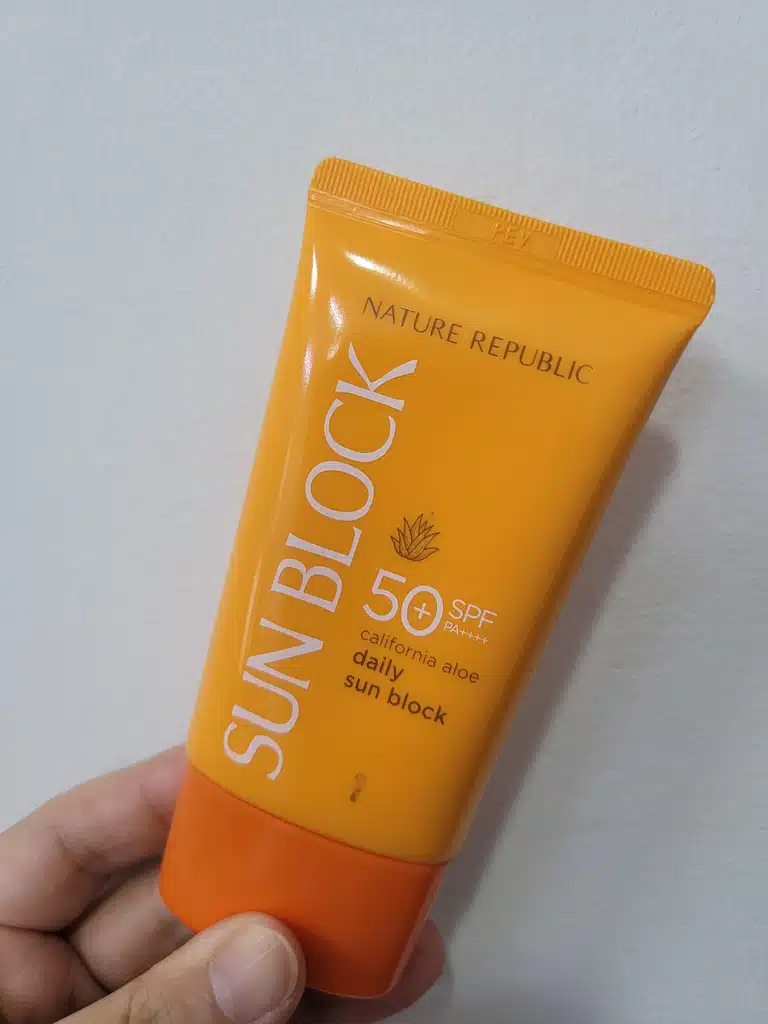 NATURE REPUBLIC
SUN BLOCK
50+ SPF
PA++++
california aloe
daily
sun block